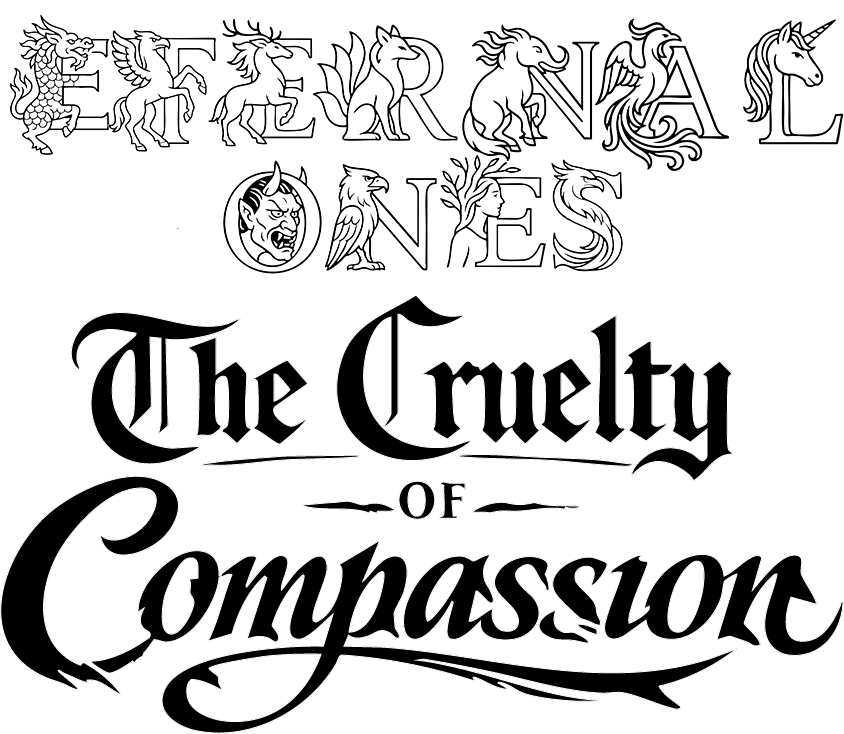 ETERNAL
ONES
The Cruelty
OF
Compassion